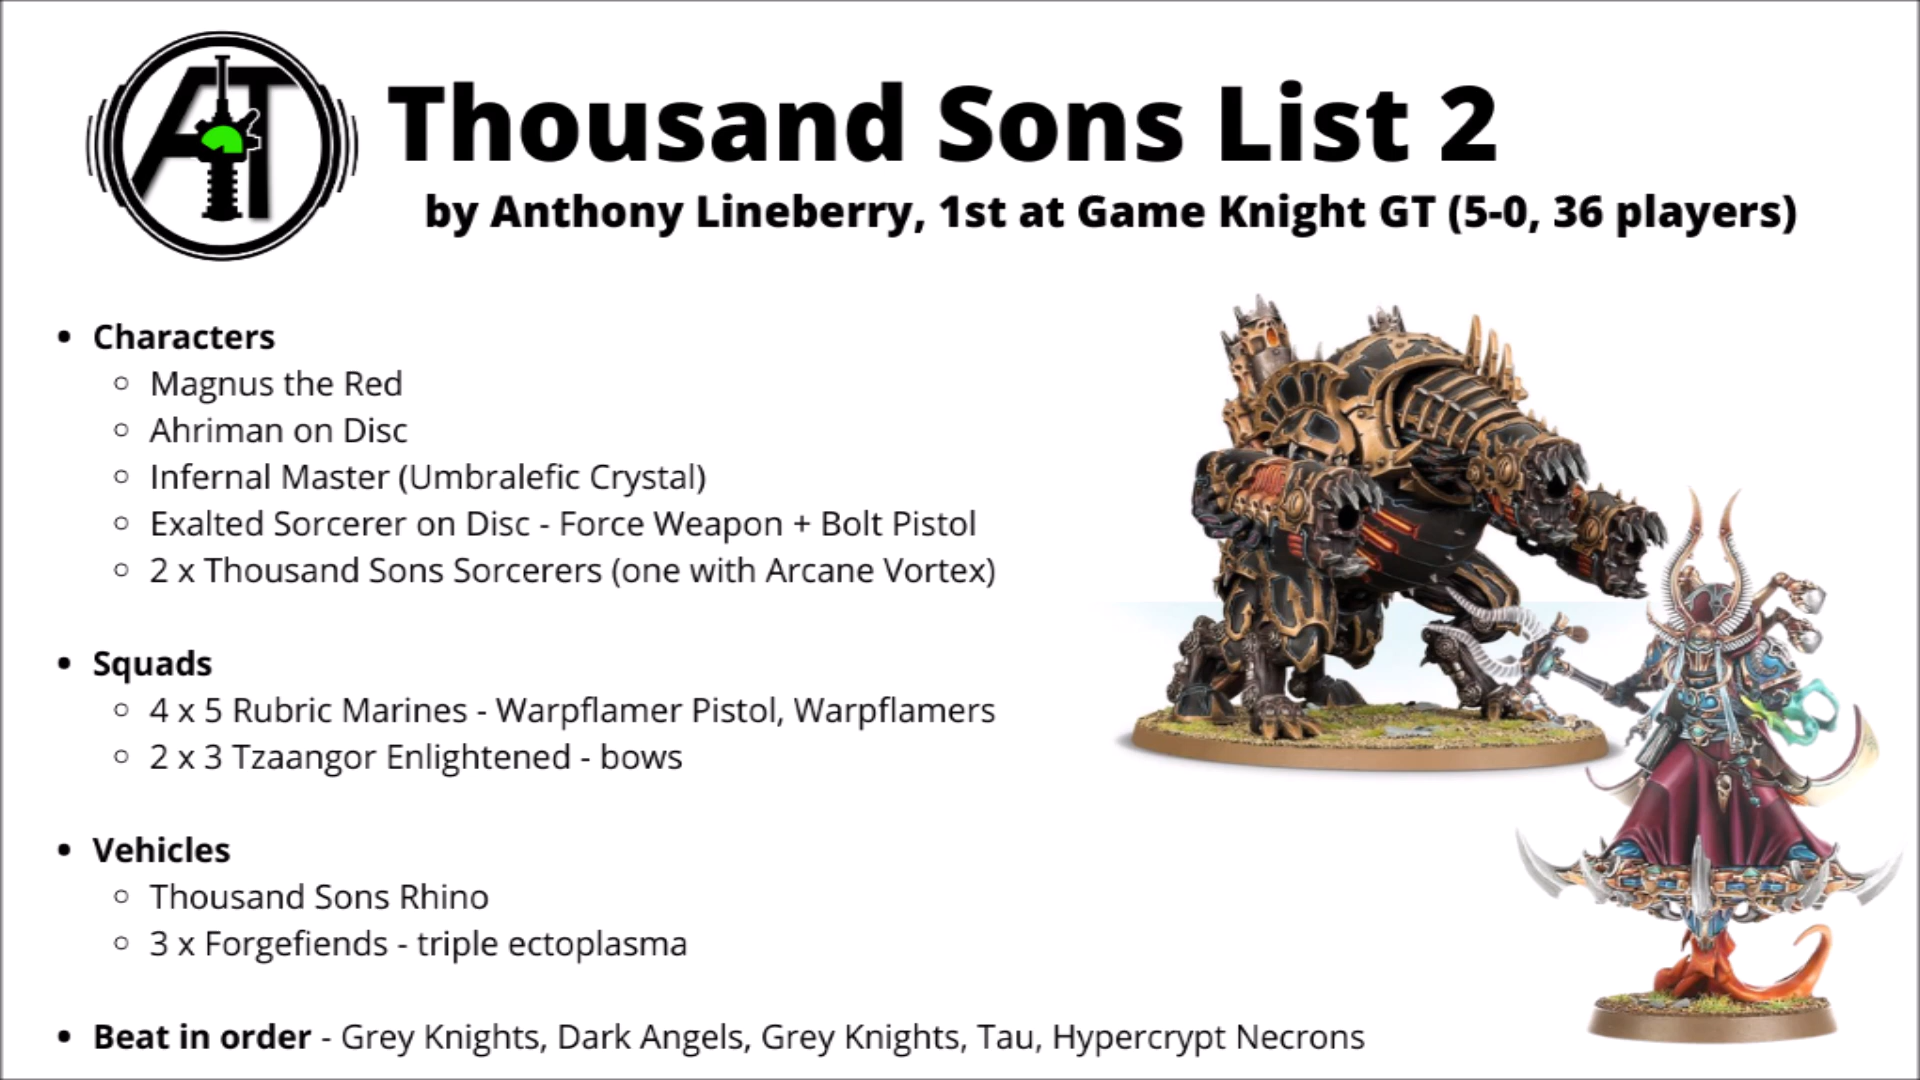 AT
Thousand Sons List 2
by Anthony Lineberry, 1st at Game Knight GT (5-0, 36 players)
• Characters
○ Magnus the Red
○ Ahriman on Disc
○ Infernal Master (Umbralefic Crystal)
○ Exalted Sorcerer on Disc - Force Weapon + Bolt Pistol
○ 2 x Thousand Sons Sorcerers (one with Arcane Vortex)
• Squads
○ 4 x 5 Rubric Marines - Warpflamer Pistol, Warpflamers
○ 2 x 3 Tzaangor Enlightened - bows
• Vehicles
○ Thousand Sons Rhino
○ 3 x Forgefiends - triple ectoplasma
• Beat in order - Grey Knights, Dark Angels, Grey Knights, Tau, Hypercrypt Necrons